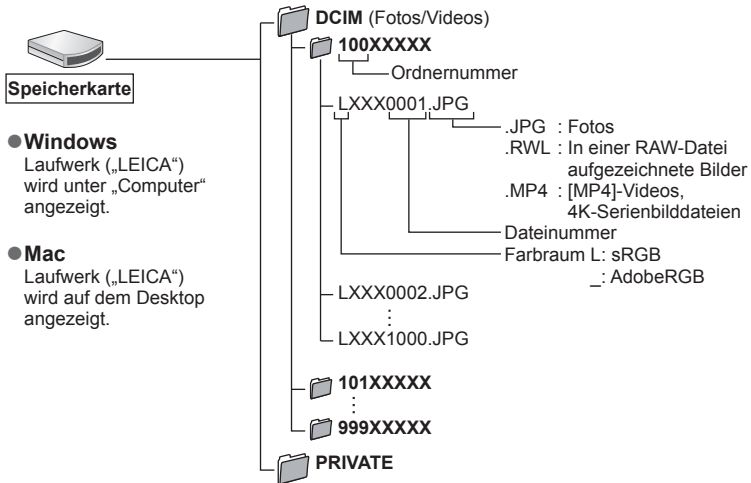 DCIM (Fotos/Videos)
100XXXXX
Ordnernummer
Speicherkarte
LXXX0001.JPG
●Windows
Laufwerk („LEICA“)
wird unter „Computer“
angezeigt.
.JPG : Fotos
.RWL : In einer RAW-Datei
aufgezeichnete Bilder
.MP4 : [MP4]-Videos,
4K-Serienbilddateien
Dateinummer
Farbraum L: sRGB
_: AdobeRGB
●Mac
Laufwerk („LEICA“)
wird auf dem Desktop
angezeigt.
LXXX0002.JPG
LXXX1000.JPG
101XXXXX
999XXXXX
PRIVATE